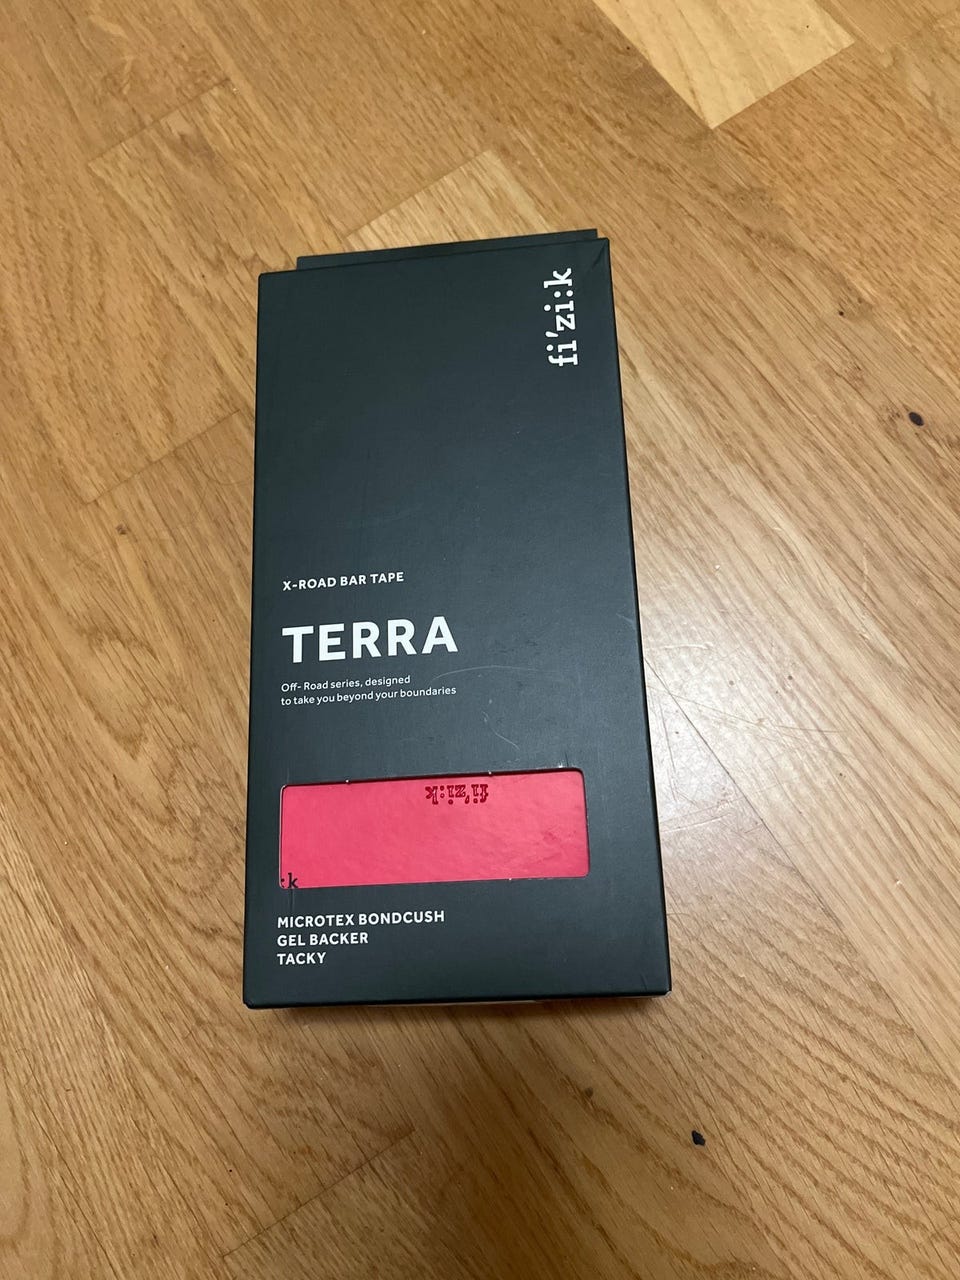 fi'zi:k
X-ROAD BAR TAPE
TERRA
Off- Road series, designed
to take you beyond your boundaries
fi'zi:k
:k
MICROTEX BONDCUSH
GEL BACKER
TACKY